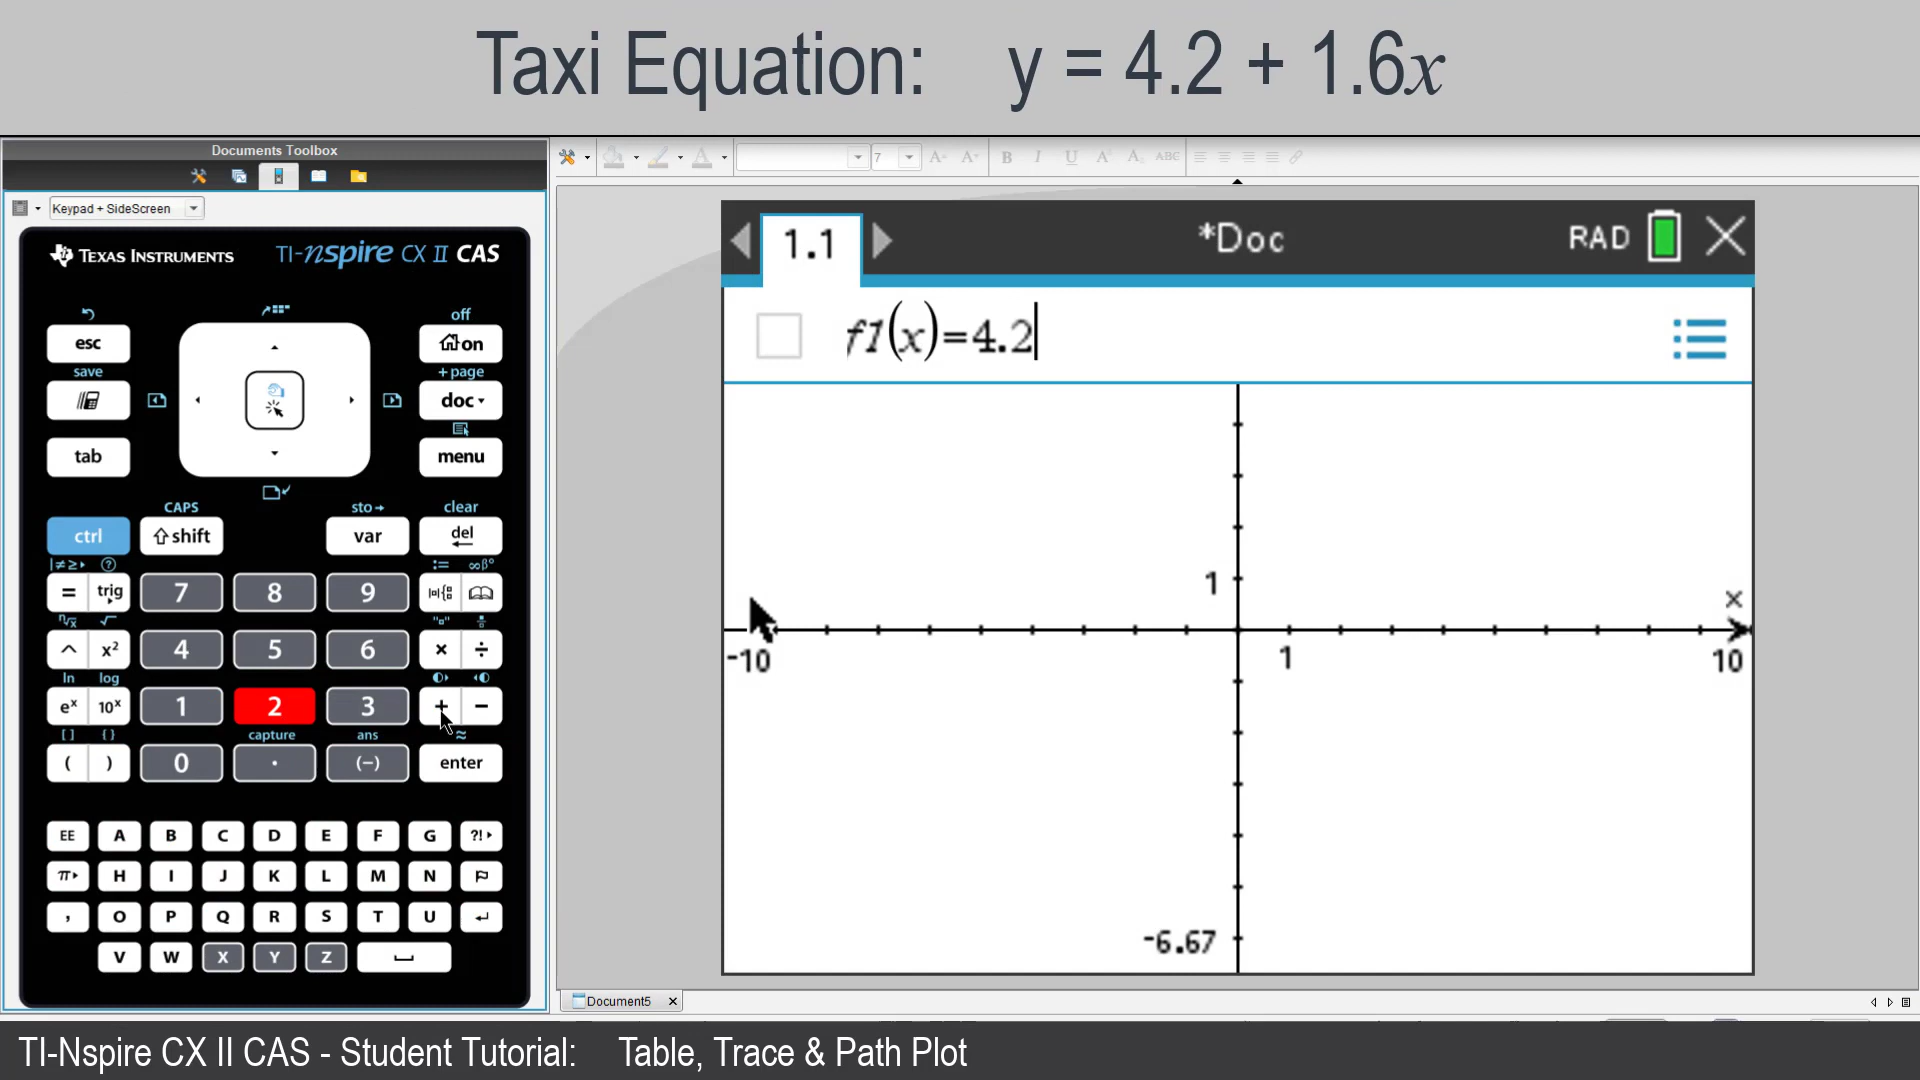 Taxi Equation: y = 4.2 + 1.6x
Documents Toolbox
Keypad + SideScreen
7
B I U A A ABC
TEXAS INSTRUMENTS TI-nspire CX II CAS
1.1 *Doc RAD
f1(x)=4.2
off
esc on
save + page
doc
tab menu
CAPS sto→ clear
ctrl shift var del
|≠≥▸ ? := ∞β°
= trig 7 8 9
ⁿ√x √ "□"
^ x² 4 5 6 × ÷
ln log
eˣ 10ˣ 1 2 3 + −
[ ] { } capture ans ≈
( ) 0 . (−) enter
EE A B C D E F G ?!▸
π▸ H I J K L M N
, O P Q R S T U ↵
V W X Y Z
1
x
-10 1 10
-6.67
Document5
TI-Nspire CX II CAS - Student Tutorial: Table, Trace & Path Plot